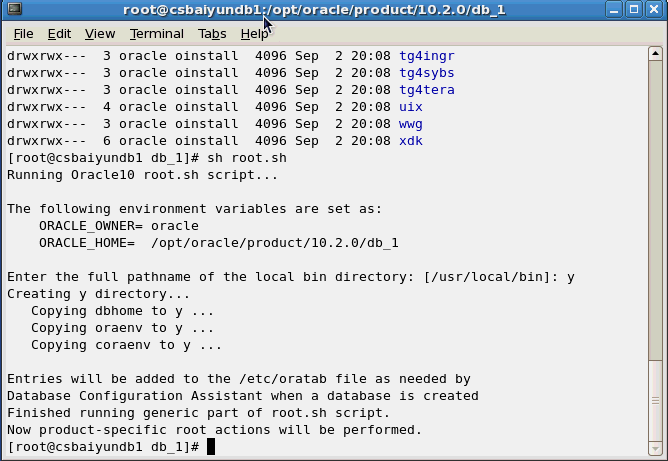 root@csbaiyundb1:/opt/oracle/product/10.2.0/db_1
File Edit View Terminal Tabs Help
drwxrwx--- 3 oracle oinstall 4096 Sep 2 20:08 tg4ingr
drwxrwx--- 3 oracle oinstall 4096 Sep 2 20:08 tg4sybs
drwxrwx--- 3 oracle oinstall 4096 Sep 2 20:08 tg4tera
drwxrwx--- 4 oracle oinstall 4096 Sep 2 20:08 uix
drwxrwx--- 3 oracle oinstall 4096 Sep 2 20:08 wwg
drwxrwx--- 6 oracle oinstall 4096 Sep 2 20:08 xdk
[root@csbaiyundb1 db_1]# sh root.sh
Running Oracle10 root.sh script...
The following environment variables are set as:
ORACLE_OWNER= oracle
ORACLE_HOME= /opt/oracle/product/10.2.0/db_1
Enter the full pathname of the local bin directory: [/usr/local/bin]: y
Creating y directory...
Copying dbhome to y ...
Copying oraenv to y ...
Copying coraenv to y ...
Entries will be added to the /etc/oratab file as needed by
Database Configuration Assistant when a database is created
Finished running generic part of root.sh script.
Now product-specific root actions will be performed.
[root@csbaiyundb1 db_1]#